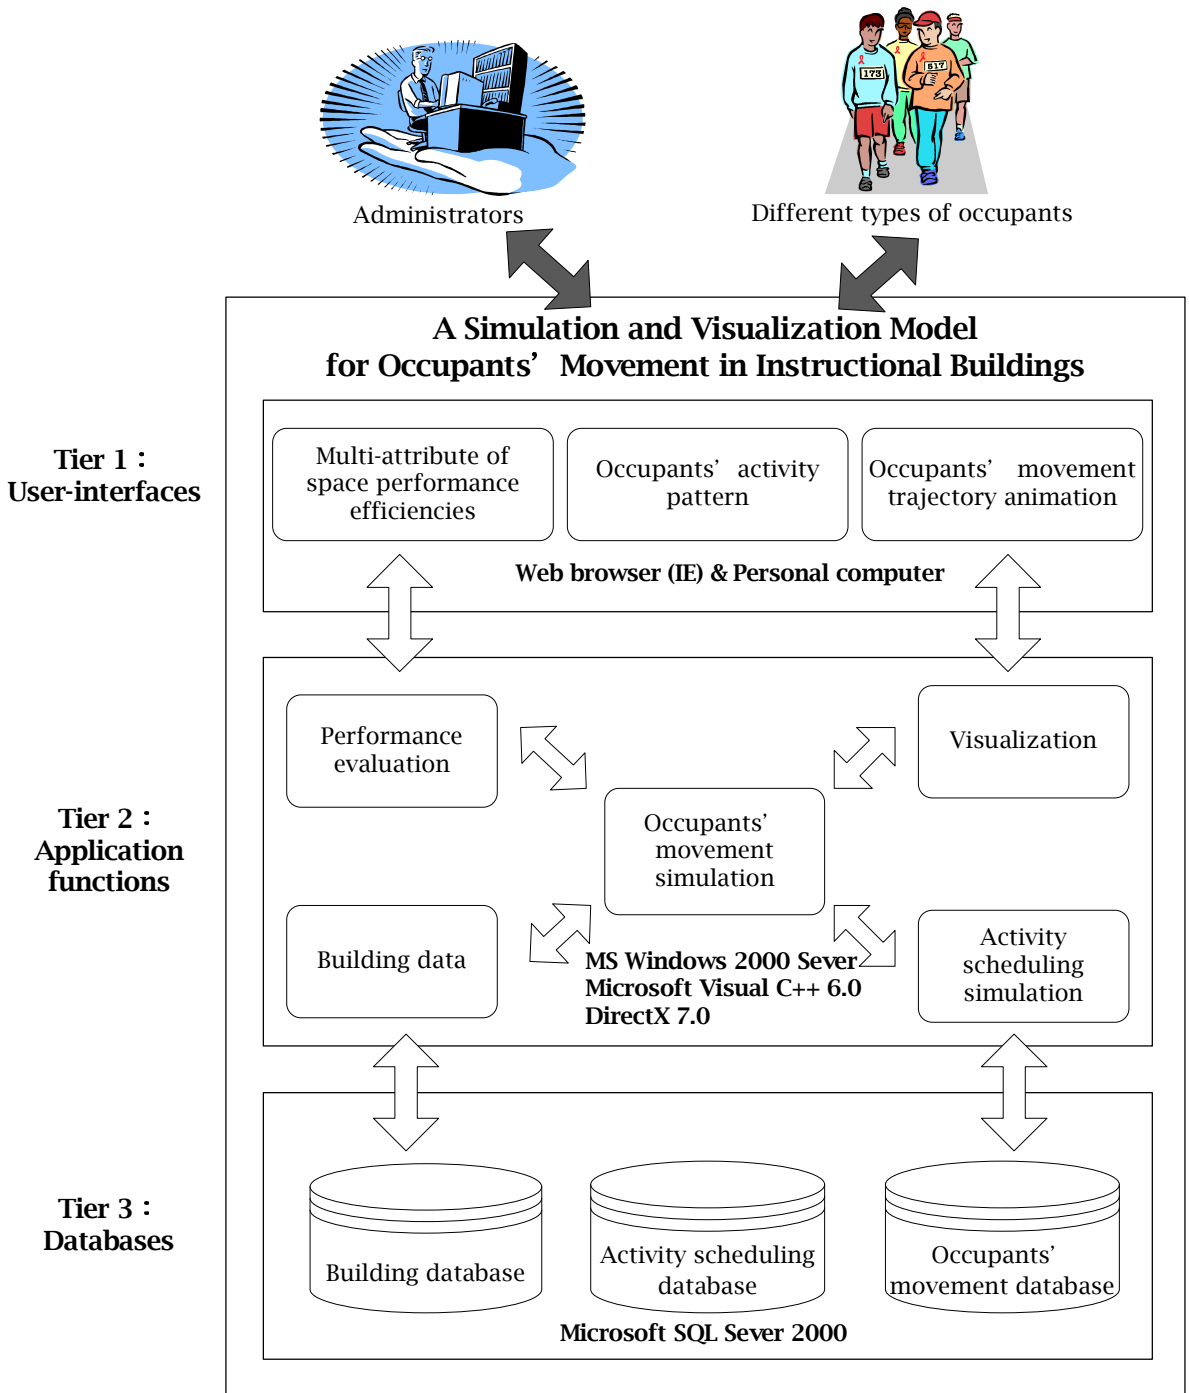 173
517
Administrators
Different types of occupants
A Simulation and Visualization Model
for Occupants’ Movement in Instructional Buildings
Tier 1：
User-interfaces
Multi-attribute of
space performance
efficiencies
Occupants’ activity
pattern
Occupants’ movement
trajectory animation
Web browser (IE) & Personal computer
Tier 2：
Application
functions
Performance
evaluation
Visualization
Occupants’
movement
simulation
Building data
Activity
scheduling
simulation
MS Windows 2000 Sever
Microsoft Visual C++ 6.0
DirectX 7.0
Tier 3：
Databases
Building database
Activity scheduling
database
Occupants’
movement database
Microsoft SQL Sever 2000